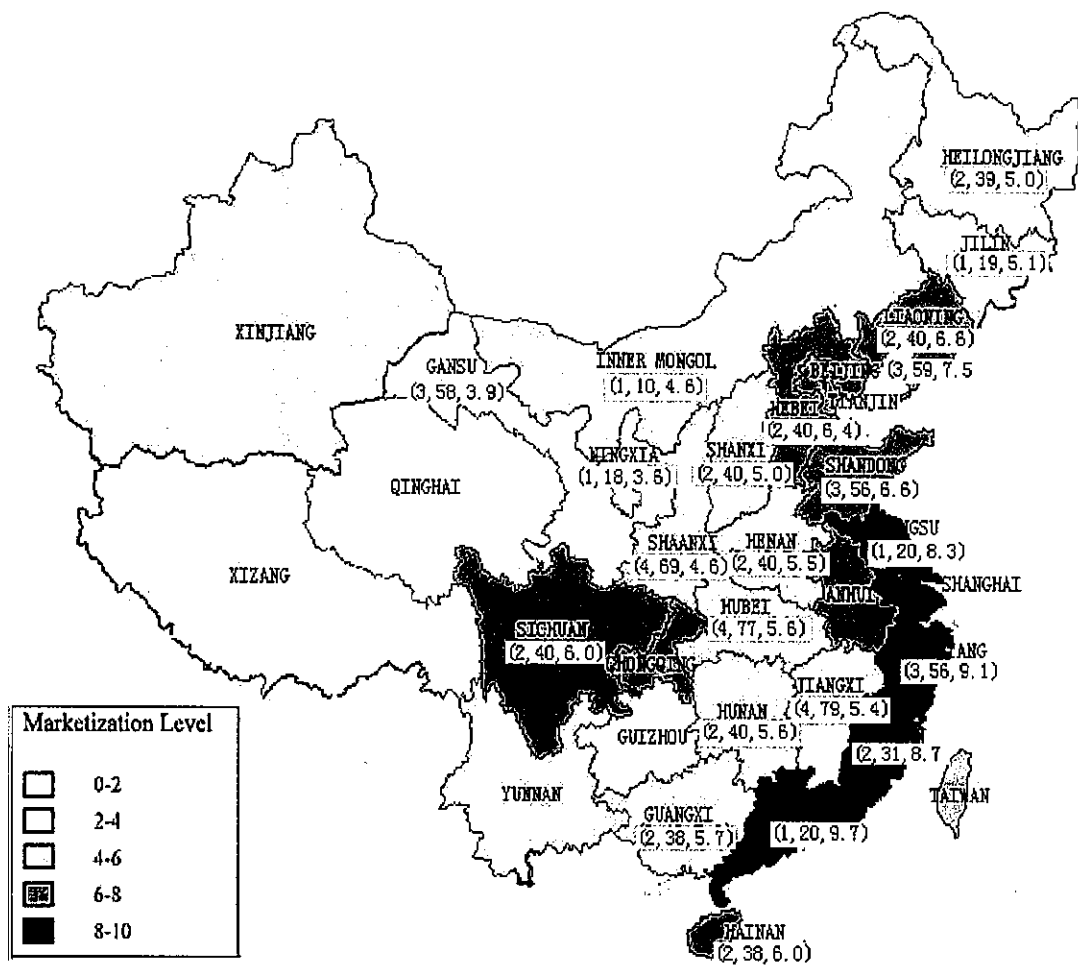 HEILONGJIANG
(2,39,5.0)
JILIN
(1,19,5.1)
LIAONING
(2,40,6.6)
XINJIANG
GANSU
(3,58,3.9)
INNER MONGOL
(1,10,4.6)
BEIJING
(3,59,7.5
TIANJIN
HEBEI
(2,40,6,4)
NINGXIA
(1,18,3.6)
SHANXI
(2,40,5.0)
SHANDONG
(3,56,6.6)
QINGHAI
SHAANXI
(4,69,4.6)
HENAN
(2,40,5.5)
NGSU
(1,20,8.3)
XIZANG
SHANGHAI
ANHUI
HUBEI
(4,77,5.6)
SICHUAN
(2,40,6.0)
CHONGQING
IANG
(3,56,9.1)
JIANGXI
(4,79,5.4)
HUNAN
(2,40,5.6)
GUIZHOU
N
(2,31,8.7
YUNNAN
TAIWAN
GUANGXI
(2,38,5.7)
(1,20,9.7)
HAINAN
(2,38,6.0)
Marketization Level
0-2
2-4
4-6
6-8
8-10